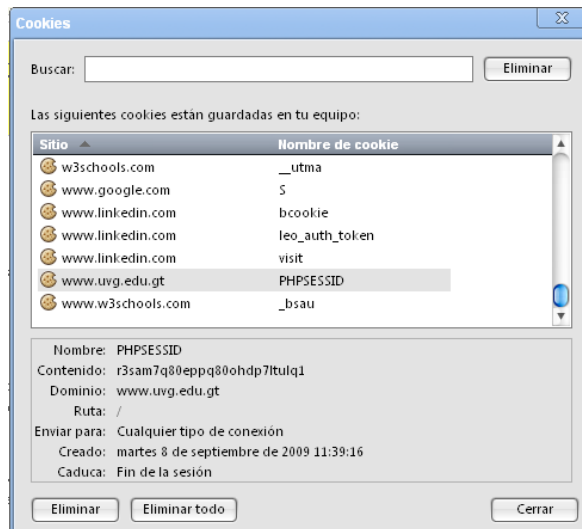 Cookies
Buscar: Eliminar
Las siguientes cookies están guardadas en tu equipo:
Sitio Nombre de cookie
w3schools.com __utma
www.google.com S
www.linkedin.com bcookie
www.linkedin.com leo_auth_token
www.linkedin.com visit
www.uvg.edu.gt PHPSESSID
www.w3schools.com _bsau
Nombre: PHPSESSID
Contenido: r3sam7q80eppq80ohdp7ltulq1
Dominio: www.uvg.edu.gt
Ruta: /
Enviar para: Cualquier tipo de conexión
Creado: martes 8 de septiembre de 2009 11:39:16
Caduca: Fin de la sesión
Eliminar Eliminar todo Cerrar